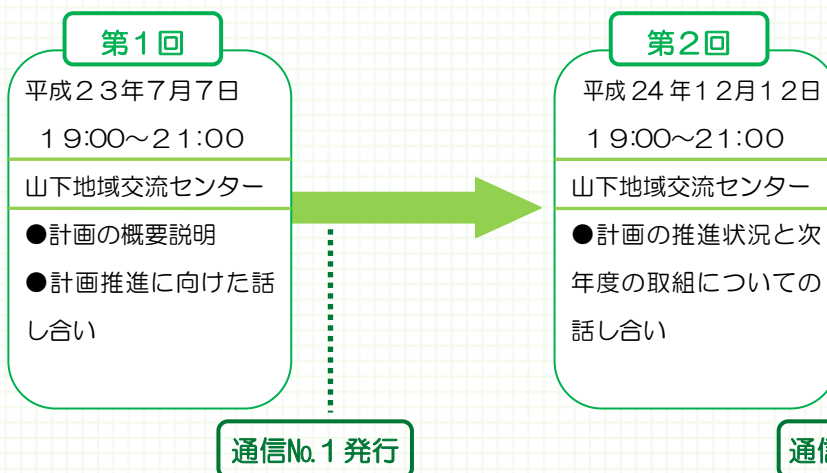 第1回
平成23年7月7日
19:00～21:00
山下地域交流センター
●計画の概要説明
●計画推進に向けた話
し合い
通信№.1発行
第2回
平成24年12月12日
19:00～21:00
山下地域交流センター
●計画の推進状況と次
年度の取組についての
話し合い
通信